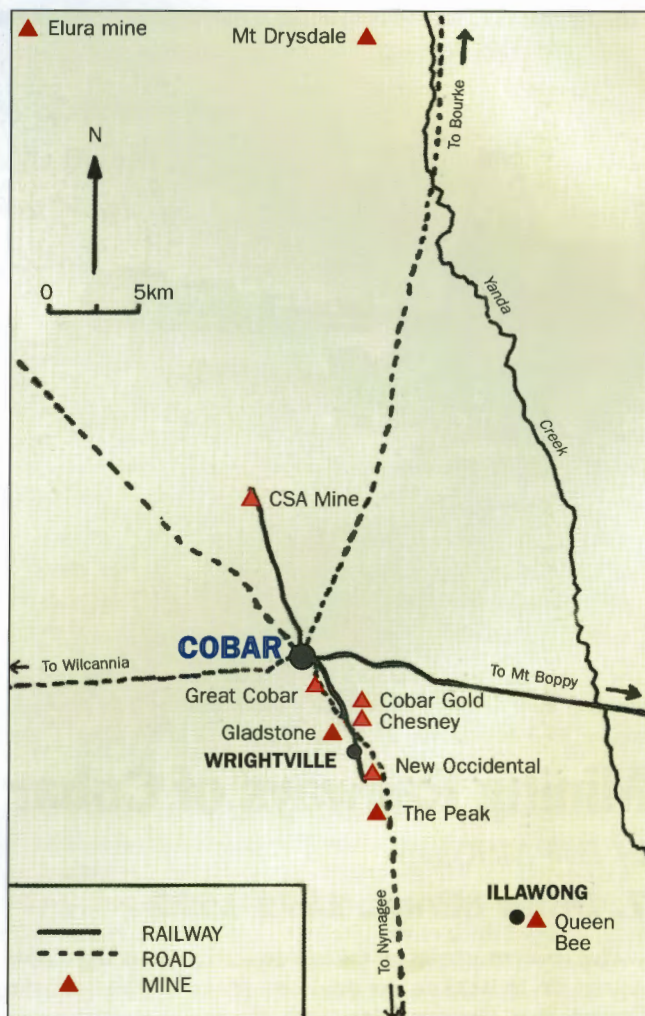 Elura mine
Mt Drysdale
To Bourke
N
0 5km
Yanda
Creek
CSA Mine
COBAR
To Wilcannia
To Mt Boppy
Great Cobar
Cobar Gold
Chesney
Gladstone
WRIGHTVILLE
New Occidental
The Peak
To Nymagee
ILLAWONG
Queen
Bee
RAILWAY
ROAD
MINE